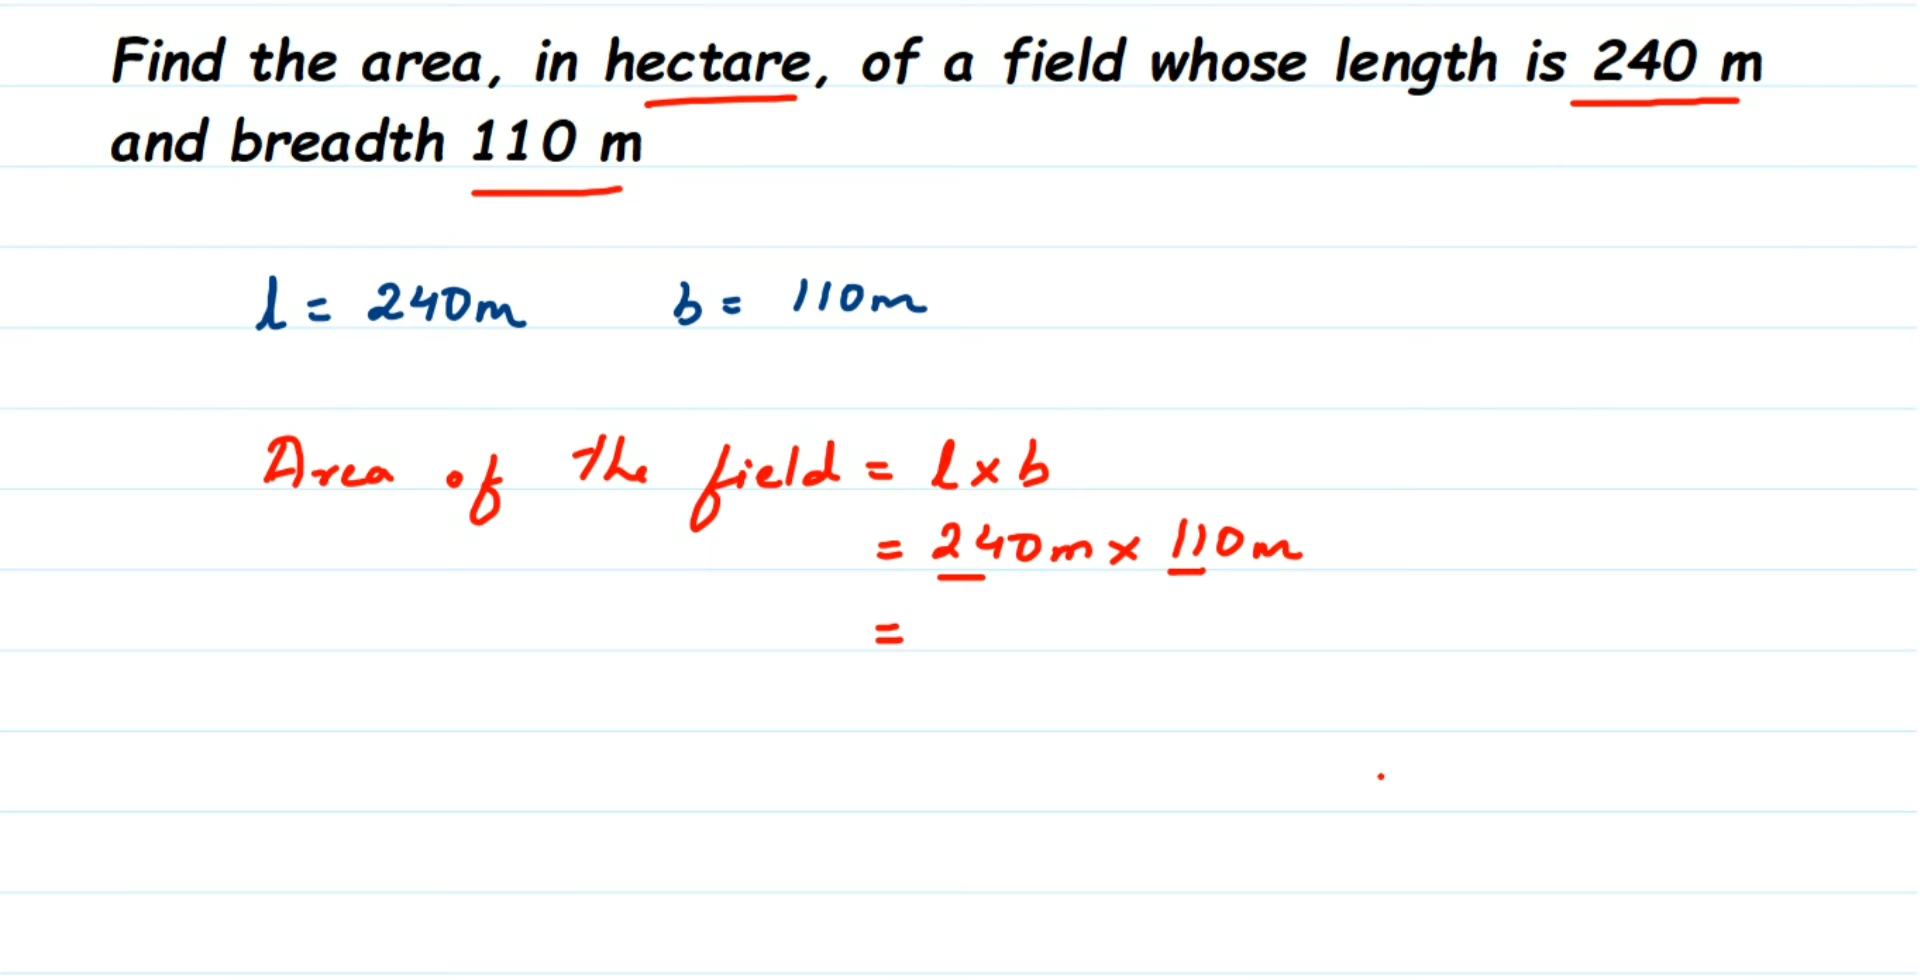 Find the area, in hectare, of a field whose length is 240 m
and breadth 110 m
l = 240m b = 110m
Area of the field = l x b
= 240m x 110m
=